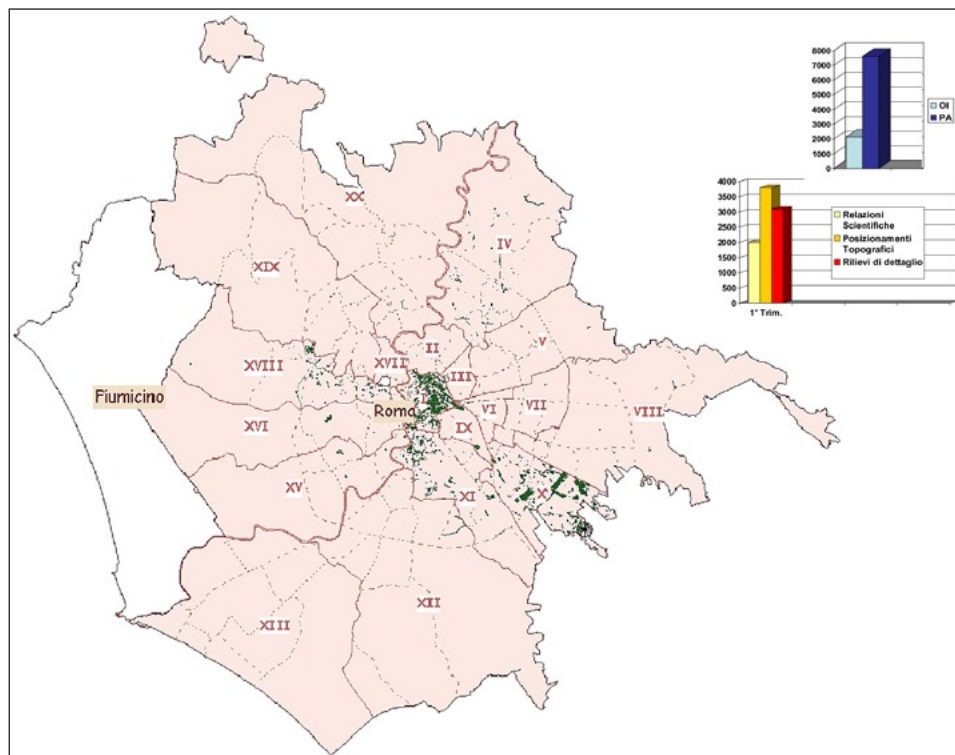 8000
7000
6000
5000
4000
3000
2000
1000
0
OI
PA
4000
3500
3000
2500
2000
1500
1000
500
0
1° Trim.
Relazioni
Scientifiche
Posizionamenti
Topografici
Rilievi di dettaglio
XX
IV
XIX
V
II
XVIII
XVII
III
Fiumicino
I
Roma
VI
VII
VIII
XVI
IX
XV
XI
X
XII
XIII